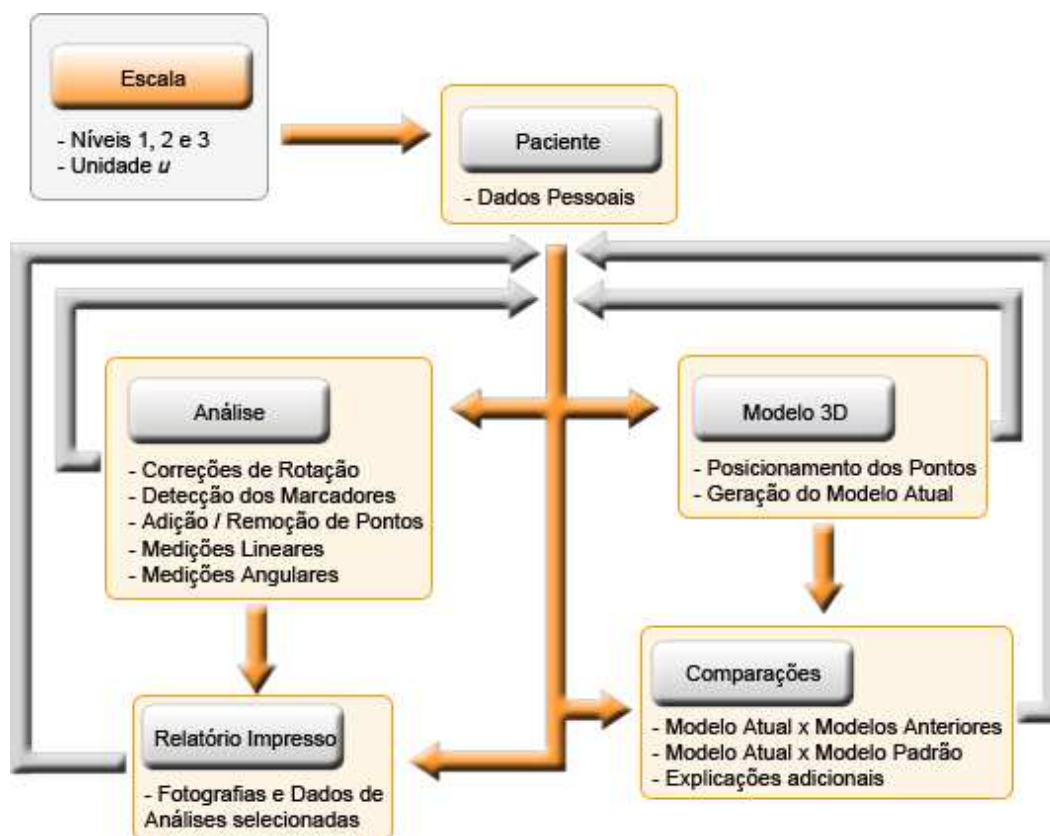 Escala
- Níveis 1, 2 e 3
- Unidade u
Paciente
- Dados Pessoais
Análise
- Correções de Rotação
- Detecção dos Marcadores
- Adição / Remoção de Pontos
- Medições Lineares
- Medições Angulares
Modelo 3D
- Posicionamento dos Pontos
- Geração do Modelo Atual
Relatório Impresso
- Fotografias e Dados de
Análises selecionadas
Comparações
- Modelo Atual x Modelos Anteriores
- Modelo Atual x Modelo Padrão
- Explicações adicionais